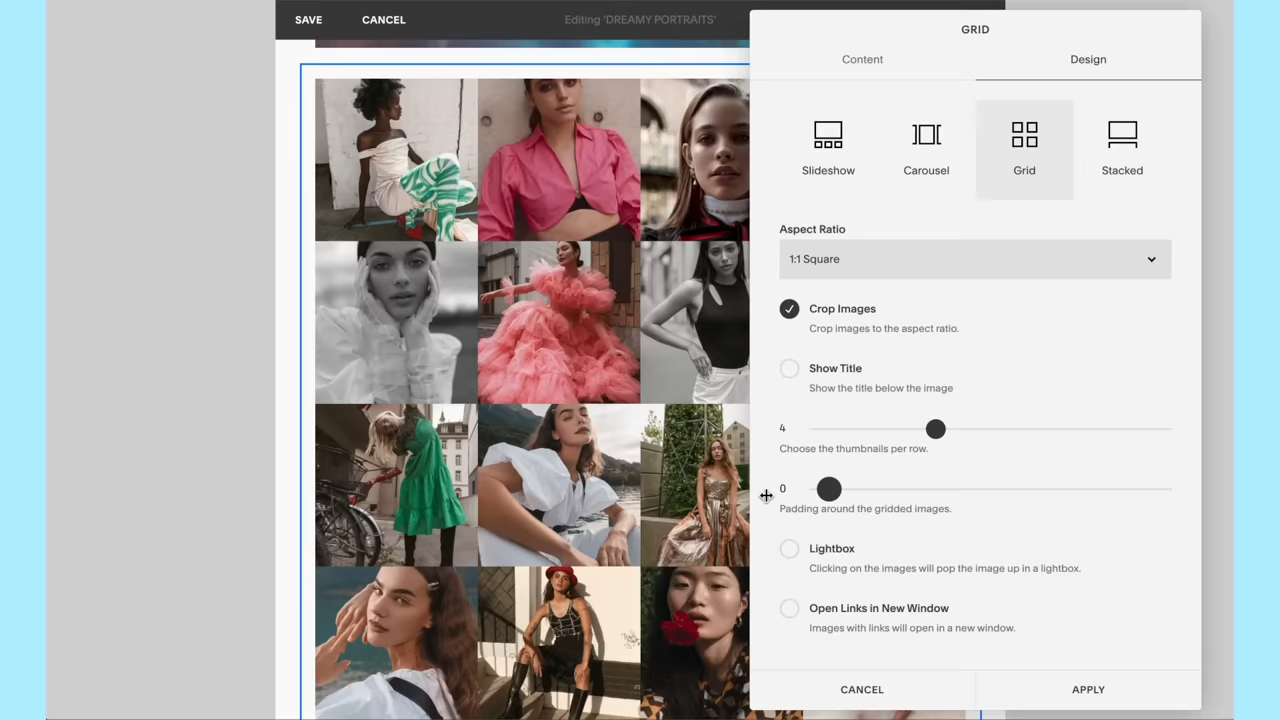 SAVE
CANCEL
Editing 'DREAMY PORTRAITS'
GRID
Content
Design
Slideshow
Carousel
Grid
Stacked
Aspect Ratio
1:1 Square
Crop Images
Crop images to the aspect ratio.
Show Title
Show the title below the image
4
Choose the thumbnails per row.
0
Padding around the gridded images.
Lightbox
Clicking on the images will pop the image up in a lightbox.
Open Links in New Window
Images with links will open in a new window.
CANCEL
APPLY